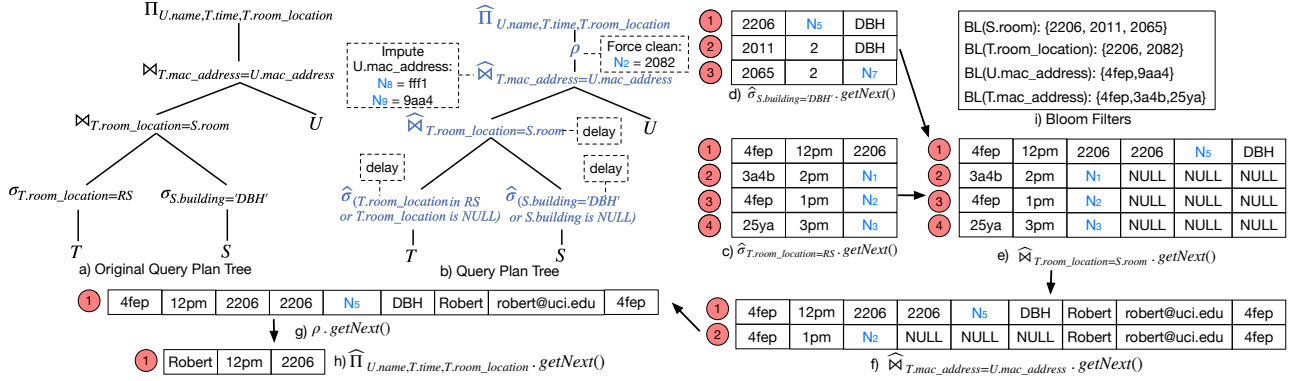 Π U.name,T.time,T.room_location
⋈ T.mac_address=U.mac_address
⋈ T.room_location=S.room
U
σ T.room_location=RS
σ S.building='DBH'
T
S
a) Original Query Plan Tree
Π̂ U.name,T.time,T.room_location
ρ
Force clean:
N2 = 2082
Impute
U.mac_address:
N8 = fff1
N9 = 9aa4
⋈̂ T.mac_address=U.mac_address
⋈̂ T.room_location=S.room
delay
U
delay
delay
σ̂ (T.room_location in RS
or T.room_location is NULL)
σ̂ (S.building='DBH'
or S.building is NULL)
T
S
b) Query Plan Tree
1 2206 N5 DBH
2 2011 2 DBH
3 2065 2 N7
d) σ̂ S.building='DBH' . getNext()
1 4fep 12pm 2206
2 3a4b 2pm N1
3 4fep 1pm N2
4 25ya 3pm N3
c) σ̂ T.room_location=RS . getNext()
BL(S.room): {2206, 2011, 2065}
BL(T.room_location): {2206, 2082}
BL(U.mac_address): {4fep,9aa4}
BL(T.mac_address): {4fep,3a4b,25ya}
i) Bloom Filters
1 4fep 12pm 2206 2206 N5 DBH
2 3a4b 2pm N1 NULL NULL NULL
3 4fep 1pm N2 NULL NULL NULL
4 25ya 3pm N3 NULL NULL NULL
e) ⋈̂ T.room_location=S.room . getNext()
1 4fep 12pm 2206 2206 N5 DBH Robert robert@uci.edu 4fep
2 4fep 1pm N2 NULL NULL NULL Robert robert@uci.edu 4fep
f) ⋈̂ T.mac_address=U.mac_address . getNext()
1 4fep 12pm 2206 2206 N5 DBH Robert robert@uci.edu 4fep
g) ρ . getNext()
1 Robert 12pm 2206
h) Π̂ U.name,T.time,T.room_location . getNext()